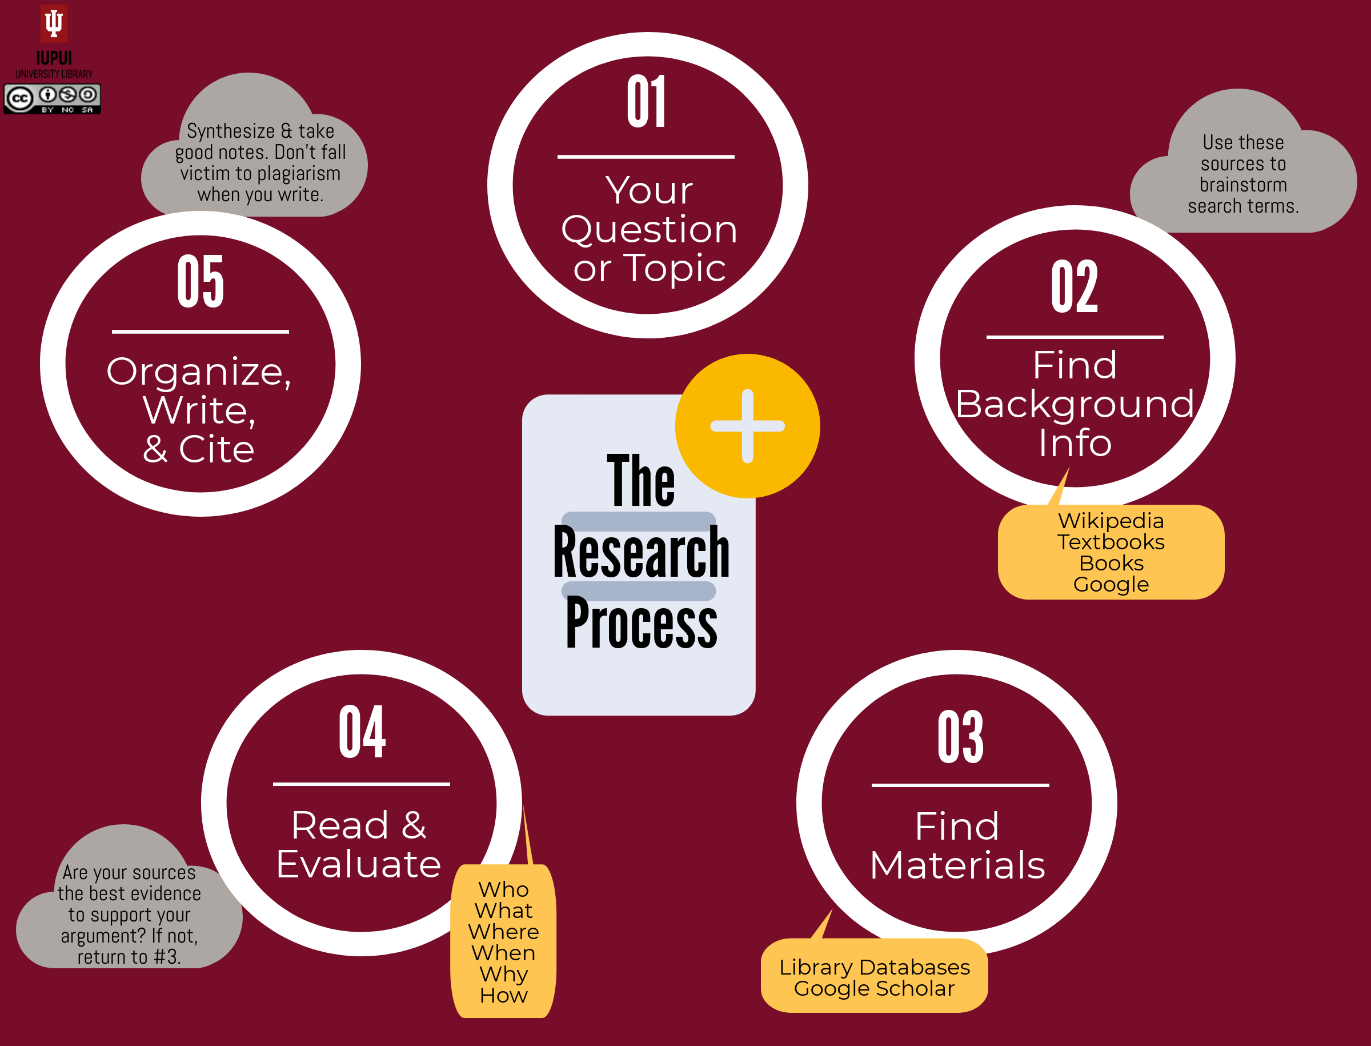 IUPUI
UNIVERSITY LIBRARY
cc
BY NC SA
01
Your
Question
or Topic
Use these
sources to
brainstorm
search terms.
02
Find
Background
Info
Wikipedia
Textbooks
Books
Google
The
Research
Process
03
Find
Materials
Library Databases
Google Scholar
04
Read &
Evaluate
Who
What
Where
When
Why
How
Are your sources
the best evidence
to support your
argument? If not,
return to #3.
Synthesize & take
good notes. Don't fall
victim to plagiarism
when you write.
05
Organize,
Write,
& Cite